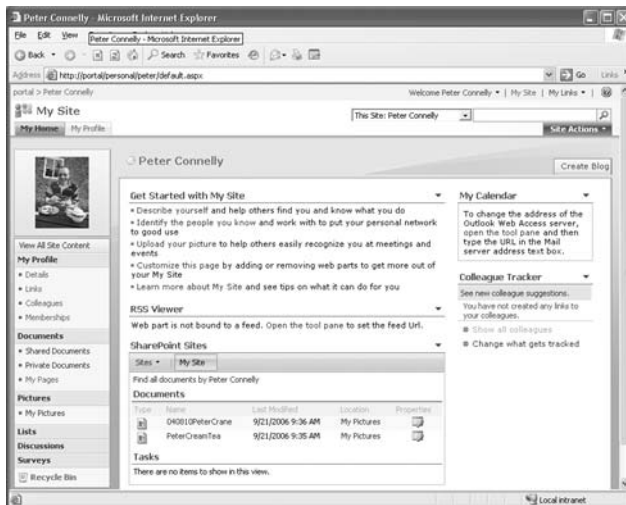 Peter Connelly - Microsoft Internet Explorer
File Edit View
Peter Connelly - Microsoft Internet Explorer
Back Search Favorites
Address http://portal/personal/peter/default.aspx Go Links
portal > Peter Connelly Welcome Peter Connelly | My Site | My Links |
My Site This Site: Peter Connelly
My Home My Profile Site Actions
Peter Connelly Create Blog
View All Site Content
My Profile
Details
Links
Colleagues
Memberships
Documents
Shared Documents
Private Documents
My Pages
Pictures
My Pictures
Lists
Discussions
Surveys
Recycle Bin
Get Started with My Site
Describe yourself and help others find you and know what you do
Identify the people you know and work with to put your personal network
to good use
Upload your picture to help others easily recognize you at meetings and
events
Customize this page by adding or removing web parts to get more out of
your My Site
Learn more about My Site and see tips on what it can do for you
RSS Viewer
Web part is not bound to a feed. Open the tool pane to set the feed Url.
SharePoint Sites
Sites My Site
Find all documents by Peter Connelly
Documents
Type Name Last Modified Location Properties
040810PeterCrane 9/21/2006 9:36 AM My Pictures
PeterCreamTea 9/21/2006 9:35 AM My Pictures
Tasks
There are no items to show in this view.
My Calendar
To change the address of the
Outlook Web Access server,
open the tool pane and then
type the URL in the Mail
server address text box.
Colleague Tracker
See new colleague suggestions.
You have not created any links to
your colleagues.
Show all colleagues
Change what gets tracked
Local intranet